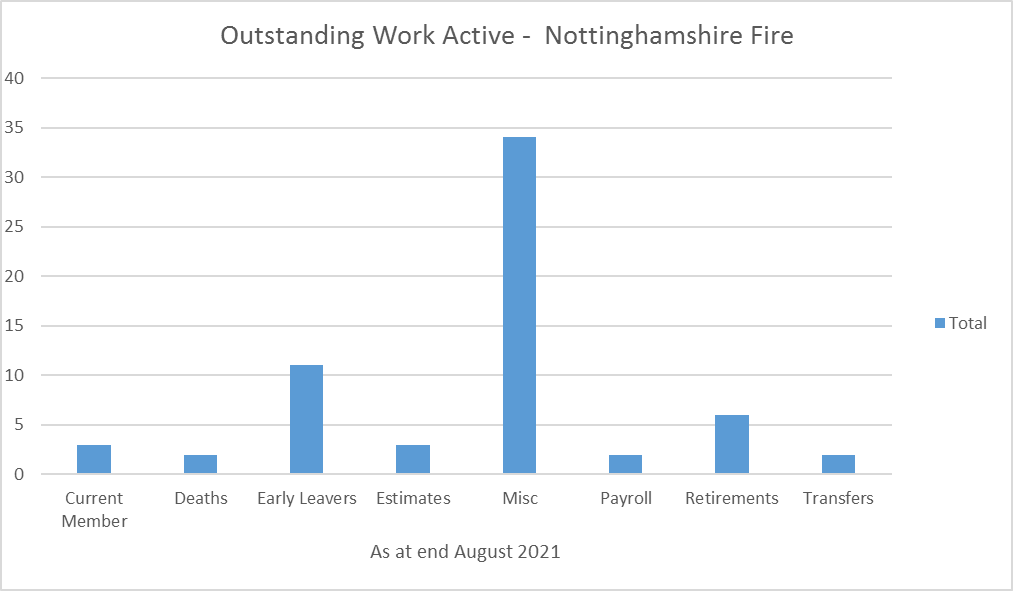 Outstanding Work Active -  Nottinghamshire Fire
40
35
30
25
20
15
10
5
0
Current Member
Deaths
Early Leavers
Estimates
Misc
Payroll
Retirements
Transfers
As at end August 2021
Total